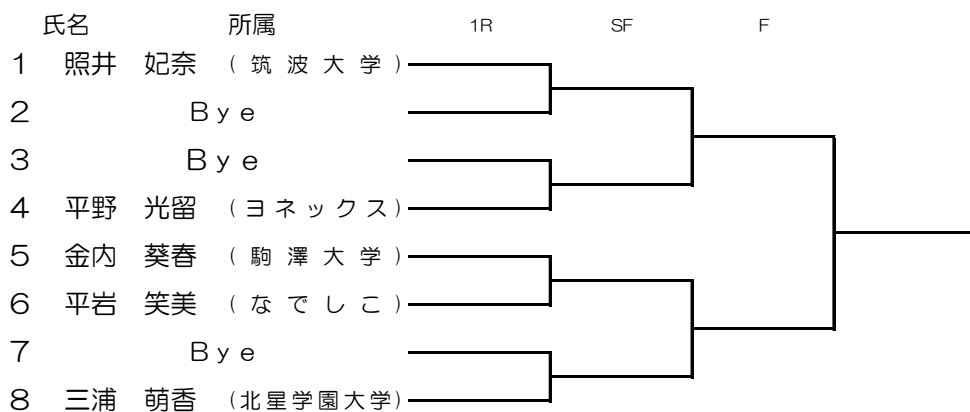 氏名 所属 1R SF F
1 照井 妃奈 (筑波大学)
2 Bye
3 Bye
4 平野 光留 (ヨネックス)
5 金内 葵春 (駒澤大学)
6 平岩 笑美 (なでしこ)
7 Bye
8 三浦 萌香 (北星学園大学)